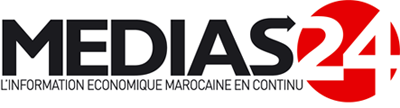 MEDIAS24
L'INFORMATION ECONOMIQUE MAROCAINE EN CONTINU